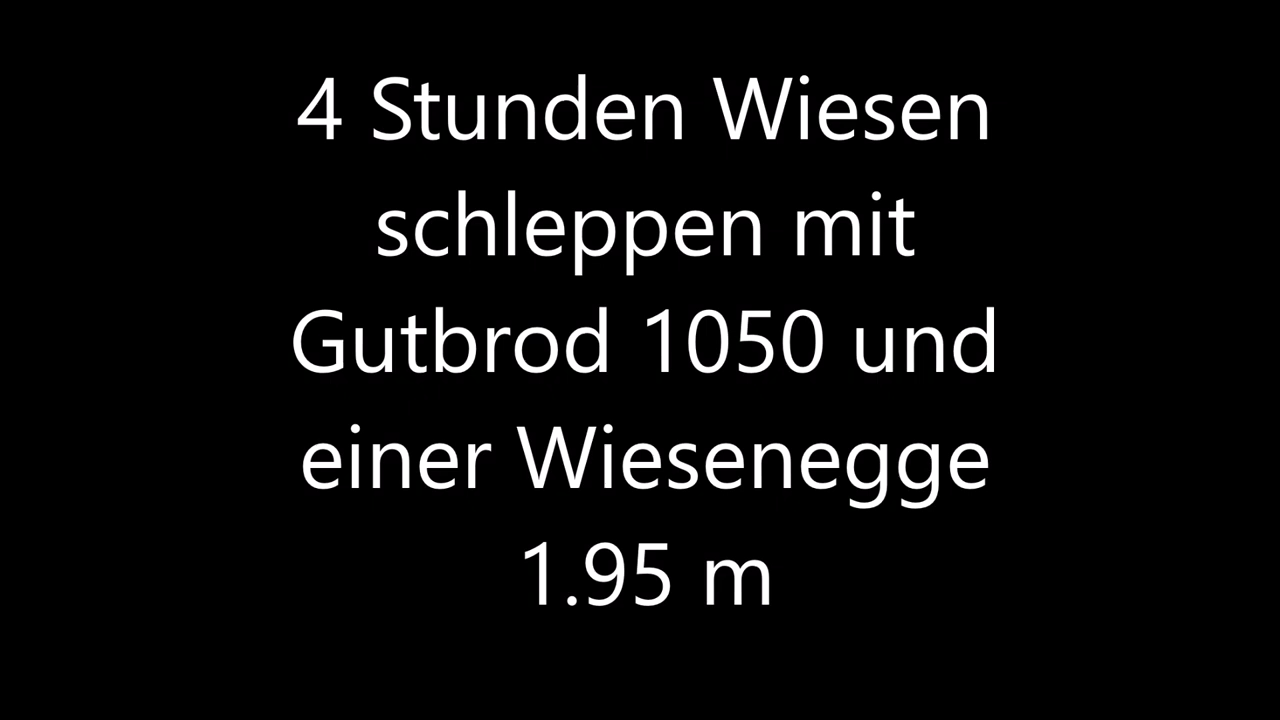 4 Stunden Wiesen
schleppen mit
Gutbrod 1050 und
einer Wiesenegge
1.95 m